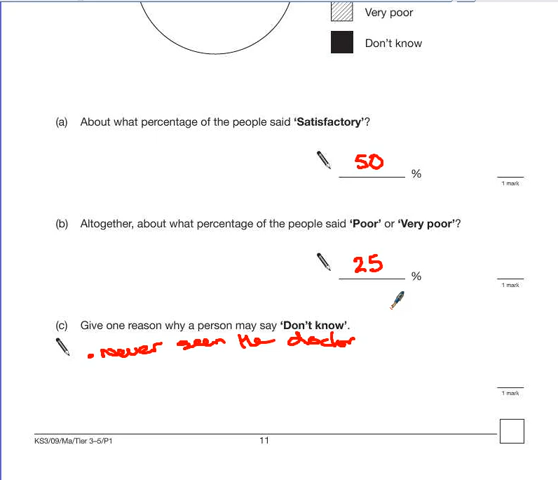 Very poor
Don't know
(a) About what percentage of the people said 'Satisfactory'?
50 %
1 mark
(b) Altogether, about what percentage of the people said 'Poor' or 'Very poor'?
25 %
1 mark
(c) Give one reason why a person may say 'Don't know'.
. never seen the doctor
1 mark
KS3/09/Ma/Tier 3–5/P1
11